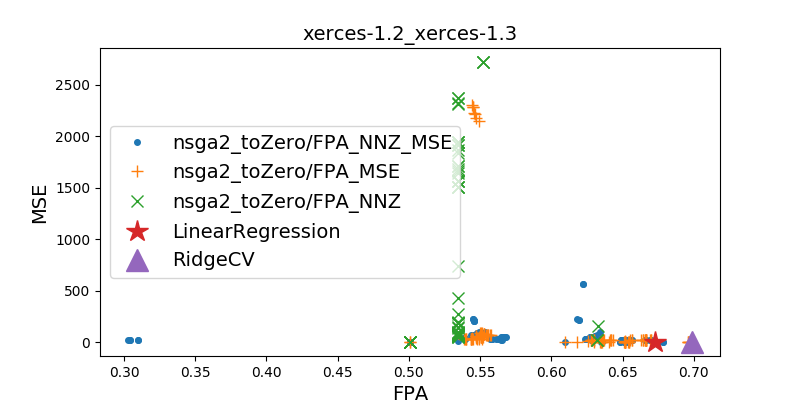 xerces-1.2_xerces-1.3
MSE
2500
2000
1500
1000
500
0
nsga2_toZero/FPA_NNZ_MSE
nsga2_toZero/FPA_MSE
nsga2_toZero/FPA_NNZ
LinearRegression
RidgeCV
0.30 0.35 0.40 0.45 0.50 0.55 0.60 0.65 0.70
FPA